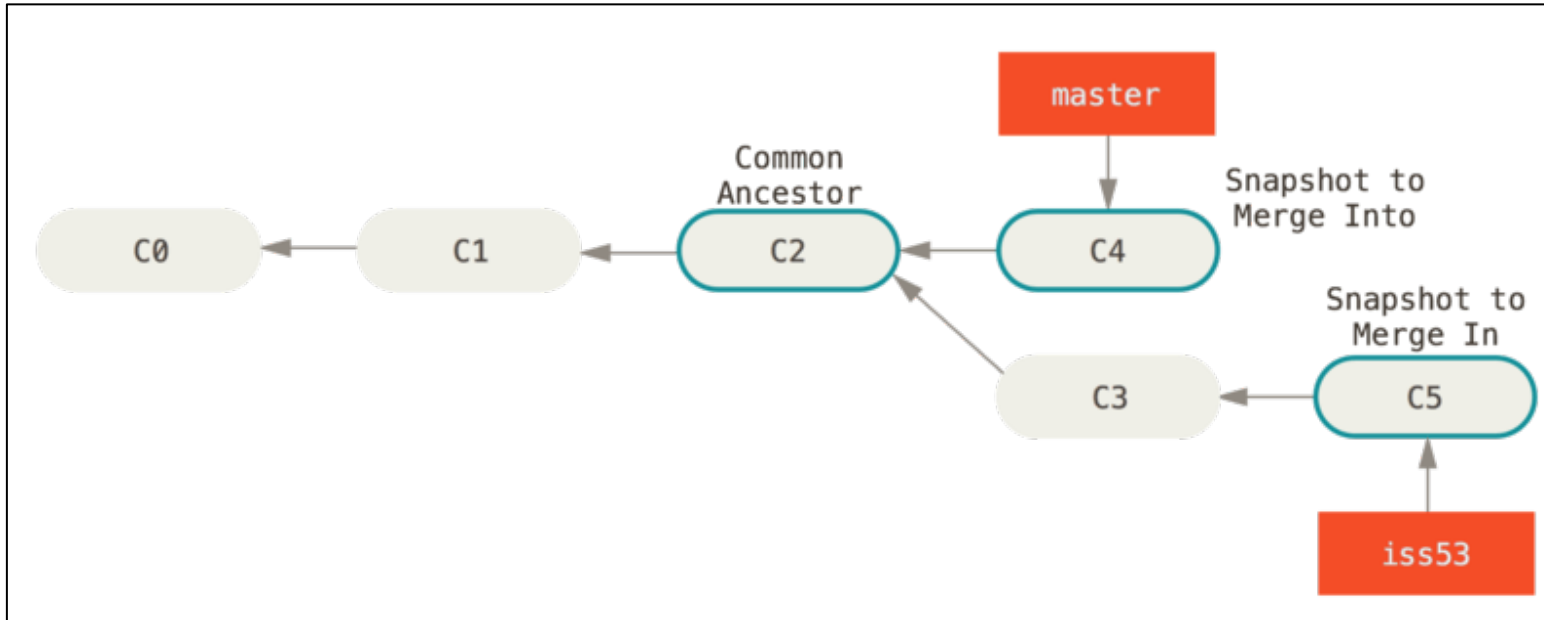 master
Common
Ancestor
Snapshot to
Merge Into
C0
C1
C2
C4
Snapshot to
Merge In
C3
C5
iss53